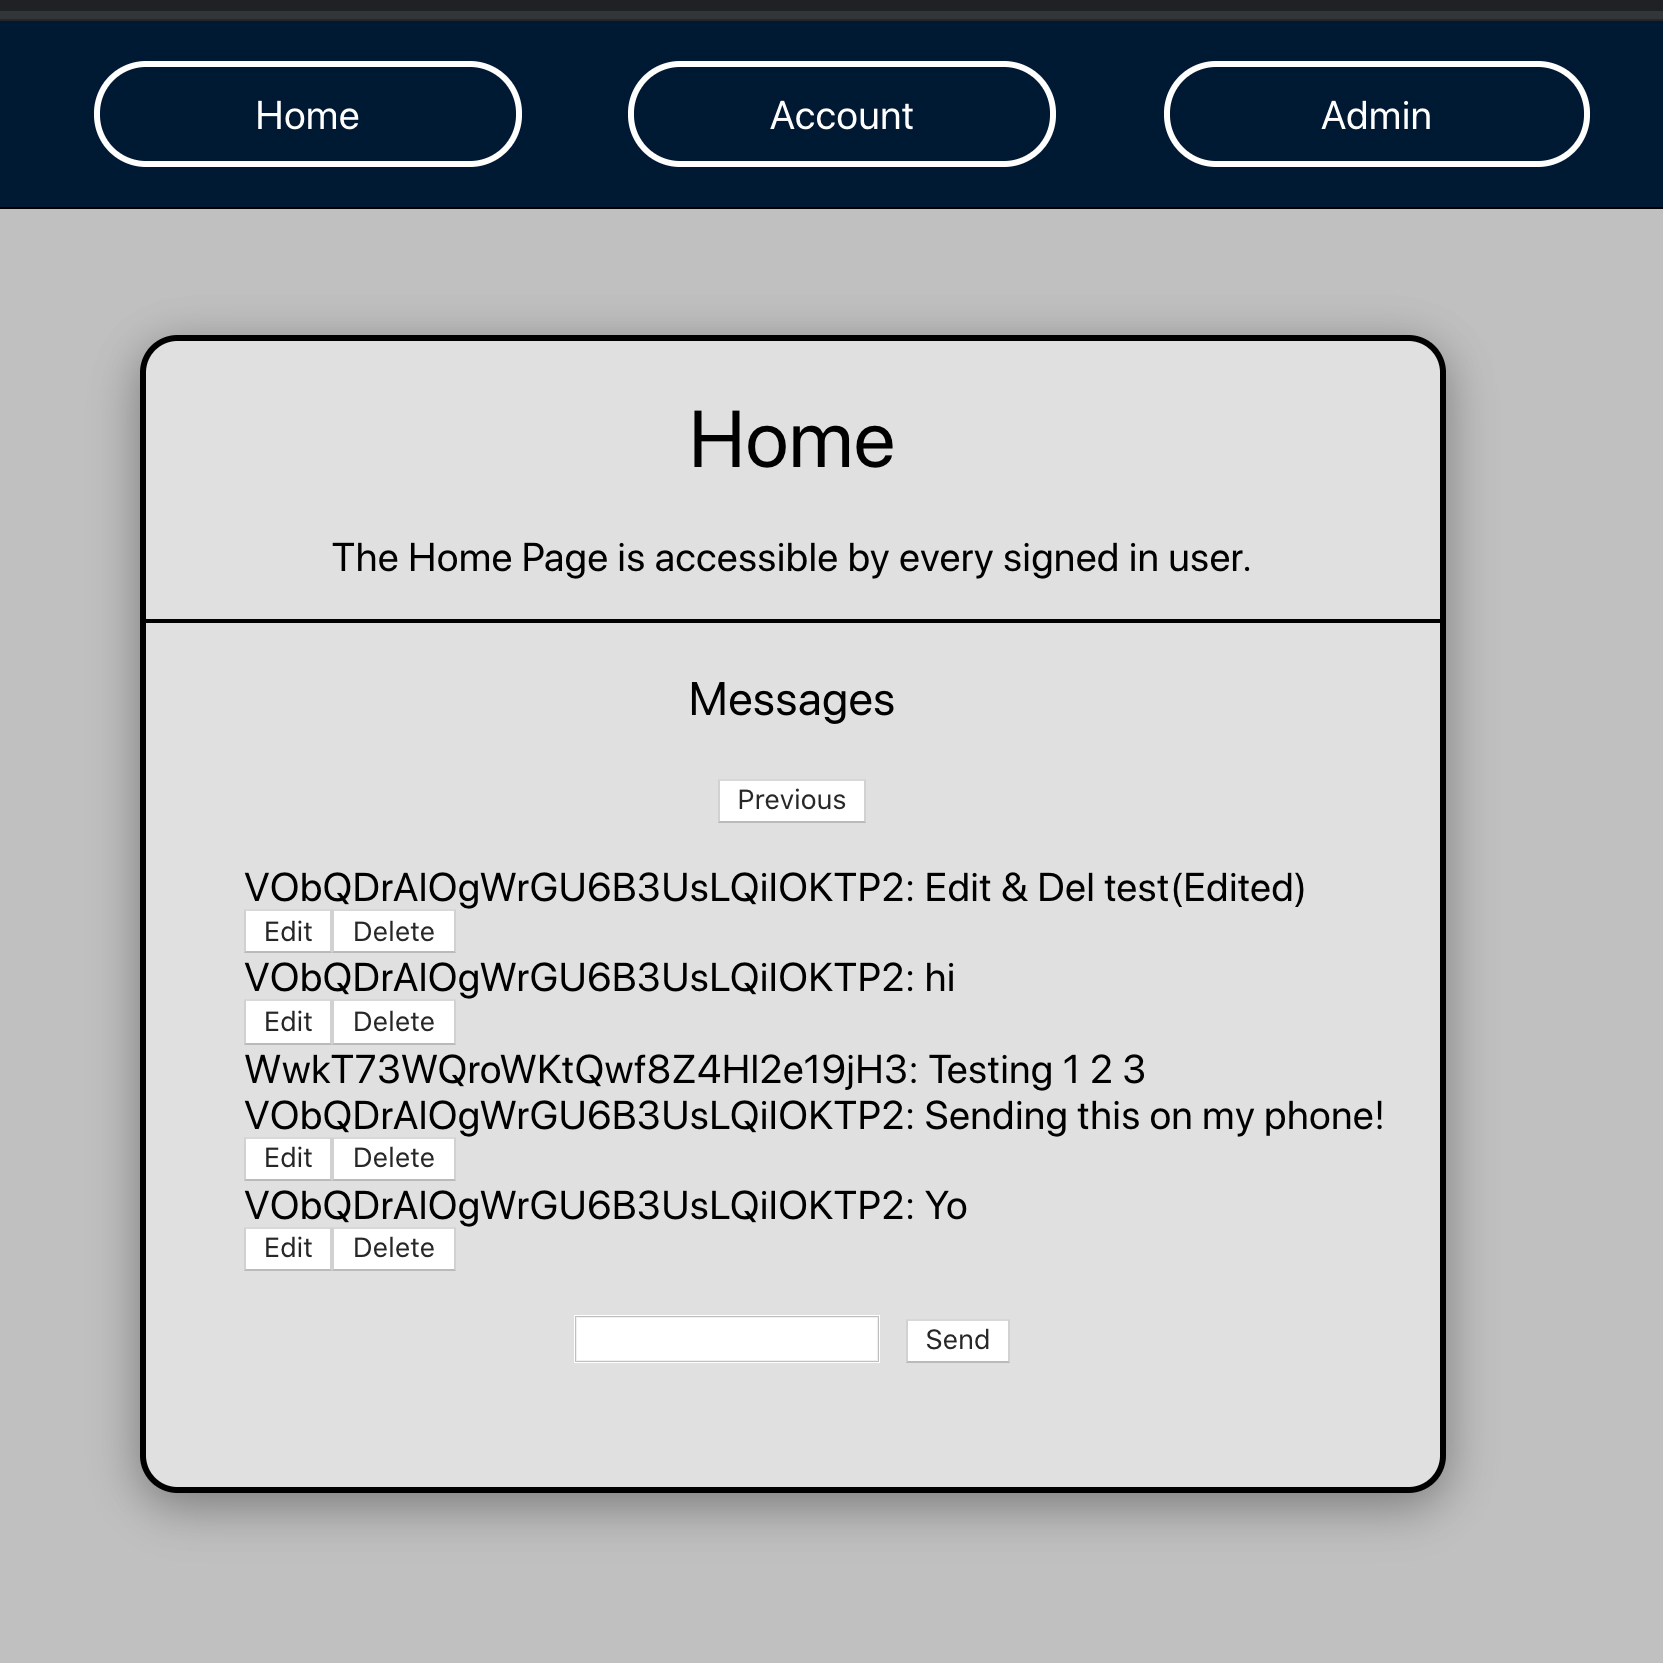 Home Account Admin
Home
The Home Page is accessible by every signed in user.
Messages
Previous
VObQDrAlOgWrGU6B3UsLQilOKTP2: Edit & Del test(Edited)
Edit Delete
VObQDrAlOgWrGU6B3UsLQilOKTP2: hi
Edit Delete
WwkT73WQroWKtQwf8Z4Hl2e19jH3: Testing 1 2 3
VObQDrAlOgWrGU6B3UsLQilOKTP2: Sending this on my phone!
Edit Delete
VObQDrAlOgWrGU6B3UsLQilOKTP2: Yo
Edit Delete
Send